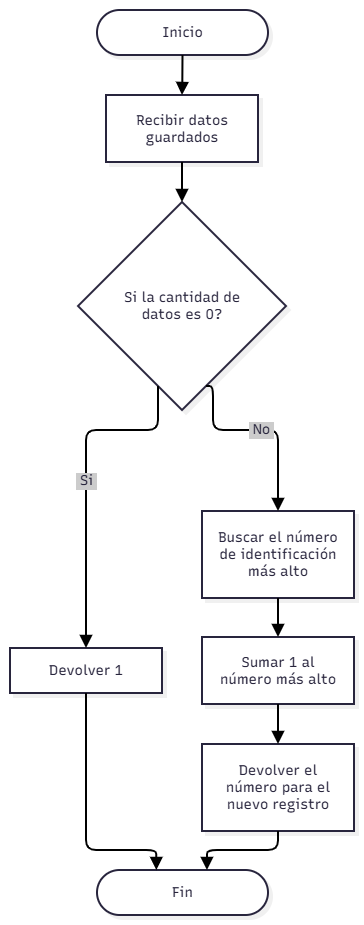 Inicio
Recibir datos
guardados
Si la cantidad de
datos es 0?
No
Si
Buscar el número
de identificación
más alto
Devolver 1
Sumar 1 al
número más alto
Devolver el
número para el
nuevo registro
Fin